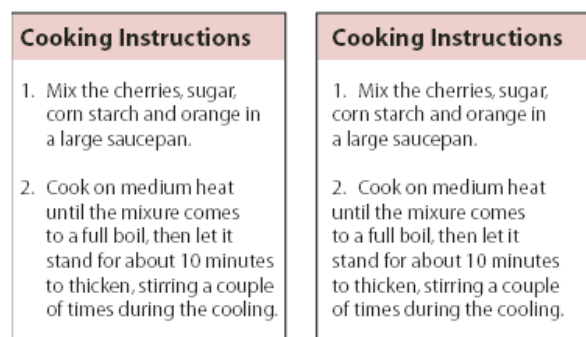 Cooking Instructions
1. Mix the cherries, sugar,
corn starch and orange in
a large saucepan.
2. Cook on medium heat
until the mixure comes
to a full boil, then let it
stand for about 10 minutes
to thicken, stirring a couple
of times during the cooling.
Cooking Instructions
1. Mix the cherries, sugar,
corn starch and orange in
a large saucepan.
2. Cook on medium heat
until the mixure comes
to a full boil, then let it
stand for about 10 minutes
to thicken, stirring a couple
of times during the cooling.